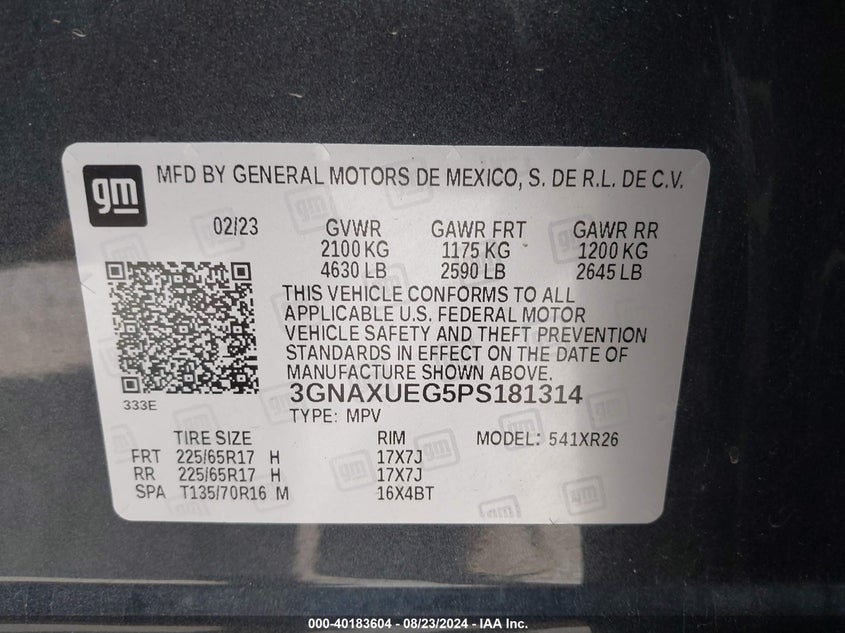 gm MFD BY GENERAL MOTORS DE MEXICO, S. DE R.L. DE C.V.
02/23 GVWR GAWR FRT GAWR RR
2100 KG 1175 KG 1200 KG
4630 LB 2590 LB 2645 LB
THIS VEHICLE CONFORMS TO ALL
APPLICABLE U.S. FEDERAL MOTOR
VEHICLE SAFETY AND THEFT PREVENTION
STANDARDS IN EFFECT ON THE DATE OF
MANUFACTURE SHOWN ABOVE.
333E
3GNAXUEG5PS181314
TYPE: MPV
TIRE SIZE RIM MODEL: 541XR26
FRT 225/65R17 H 17X7J
RR 225/65R17 H 17X7J
SPA T135/70R16 M 16X4BT
000-40183604 - 08/23/2024 - IAA Inc.